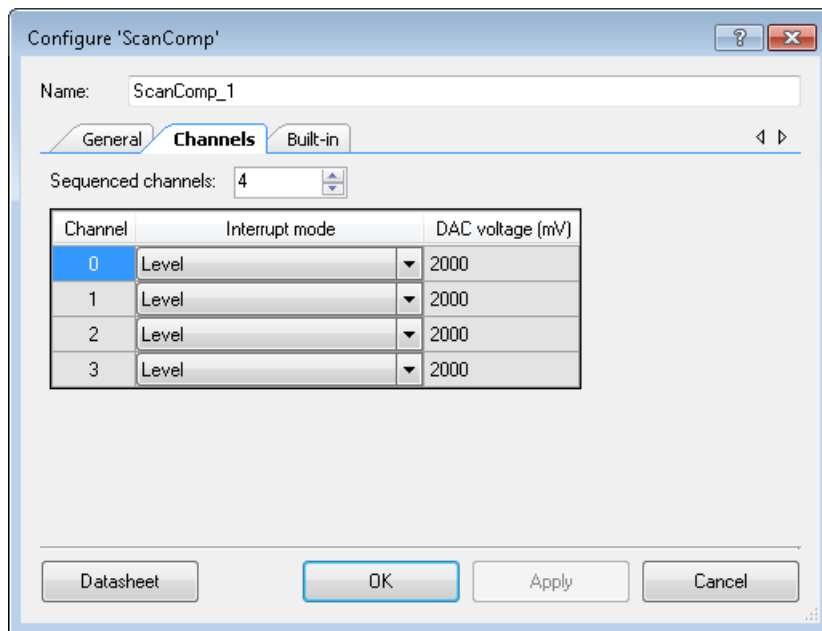 Configure 'ScanComp'
Name: ScanComp_1
General Channels Built-in
Sequenced channels: 4
Channel Interrupt mode DAC voltage (mV)
0 Level 2000
1 Level 2000
2 Level 2000
3 Level 2000
Datasheet OK Apply Cancel